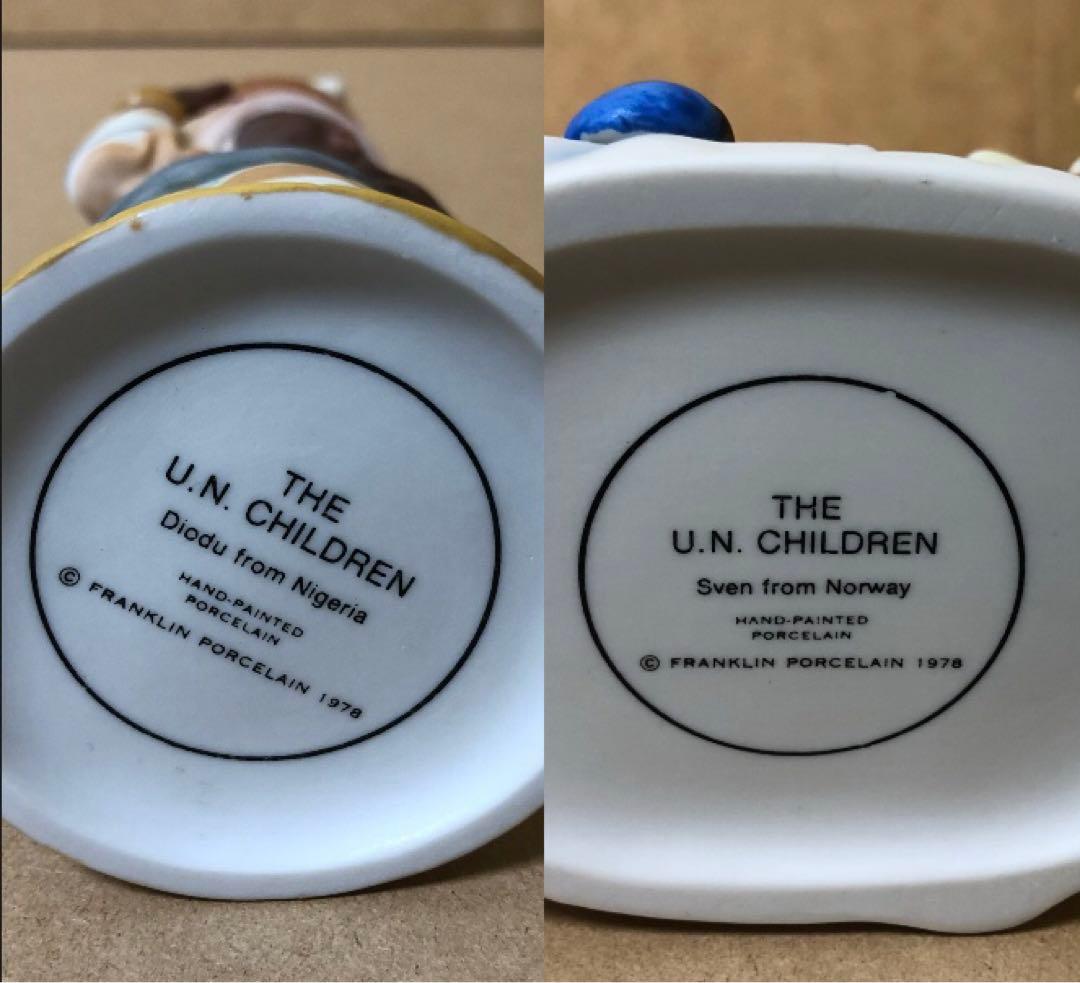 THE
U.N. CHILDREN
Diodu from Nigeria
HAND-PAINTED
PORCELAIN
© FRANKLIN PORCELAIN 1978
THE
U.N. CHILDREN
Sven from Norway
HAND-PAINTED
PORCELAIN
© FRANKLIN PORCELAIN 1978